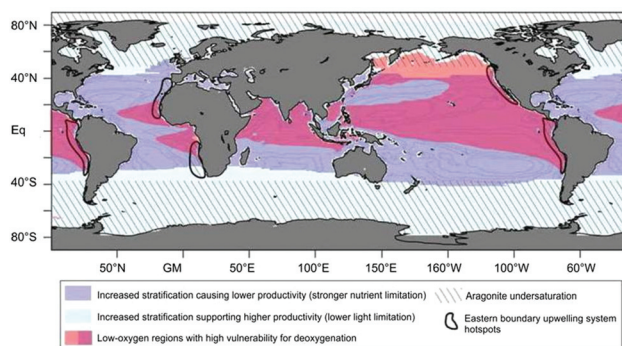 80°N
40°N
Eq
40°S
80°S
50°N GM 50°E 100°E 150°E 160°W 100°W 60°W
Increased stratification causing lower productivity (stronger nutrient limitation)
Increased stratification supporting higher productivity (lower light limitation)
Low-oxygen regions with high vulnerability for deoxygenation
Aragonite undersaturation
Eastern boundary upwelling system
hotspots